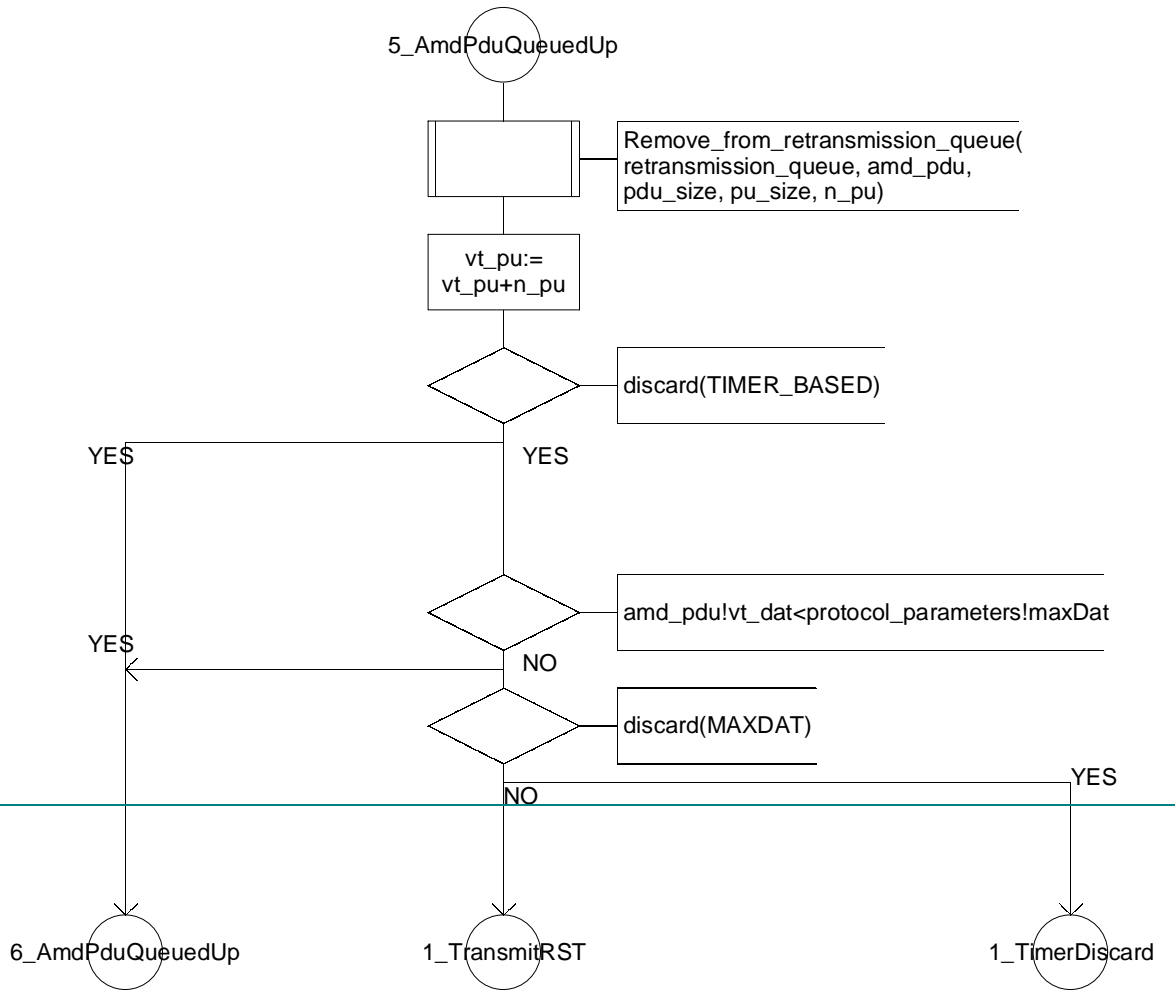 5_AmdPduQueuedUp
Remove_from_retransmission_queue(
retransmission_queue, amd_pdu,
pdu_size, pu_size, n_pu)
vt_pu:=
vt_pu+n_pu
discard(TIMER_BASED)
YES
YES
amd_pdu!vt_dat<protocol_parameters!maxDat
YES
NO
discard(MAXDAT)
YES
NO
6_AmdPduQueuedUp
1_TransmitRST
1_TimerDiscard